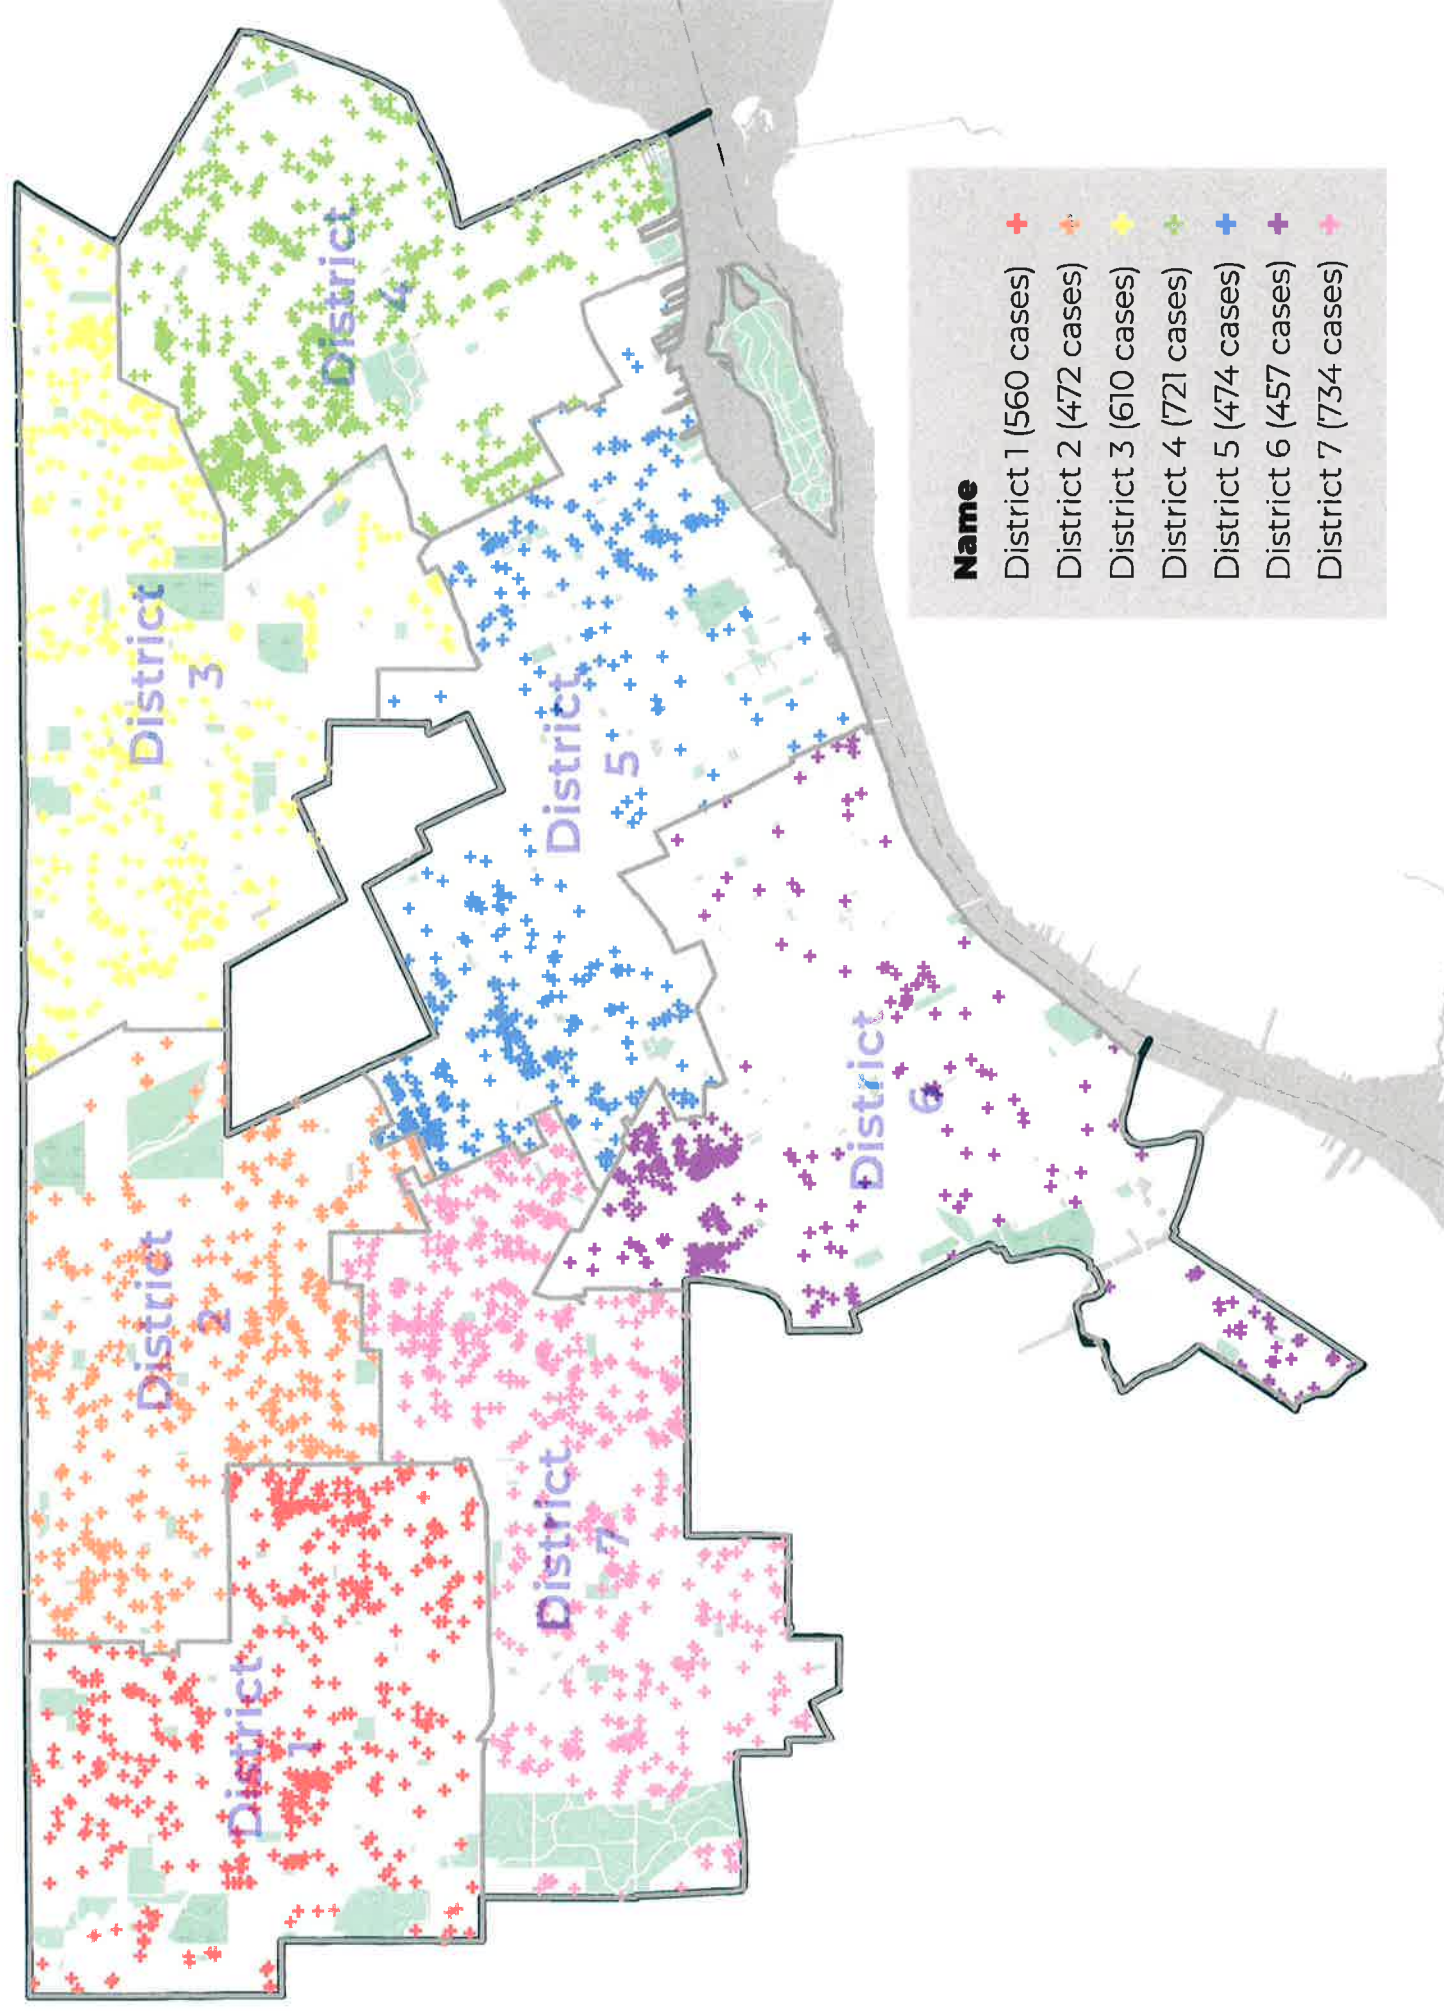 District
1
District
2
District
3
District
4
District
5
District
6
District
7
Name
District 1 (560 cases)
District 2 (472 cases)
District 3 (610 cases)
District 4 (721 cases)
District 5 (474 cases)
District 6 (457 cases)
District 7 (734 cases)